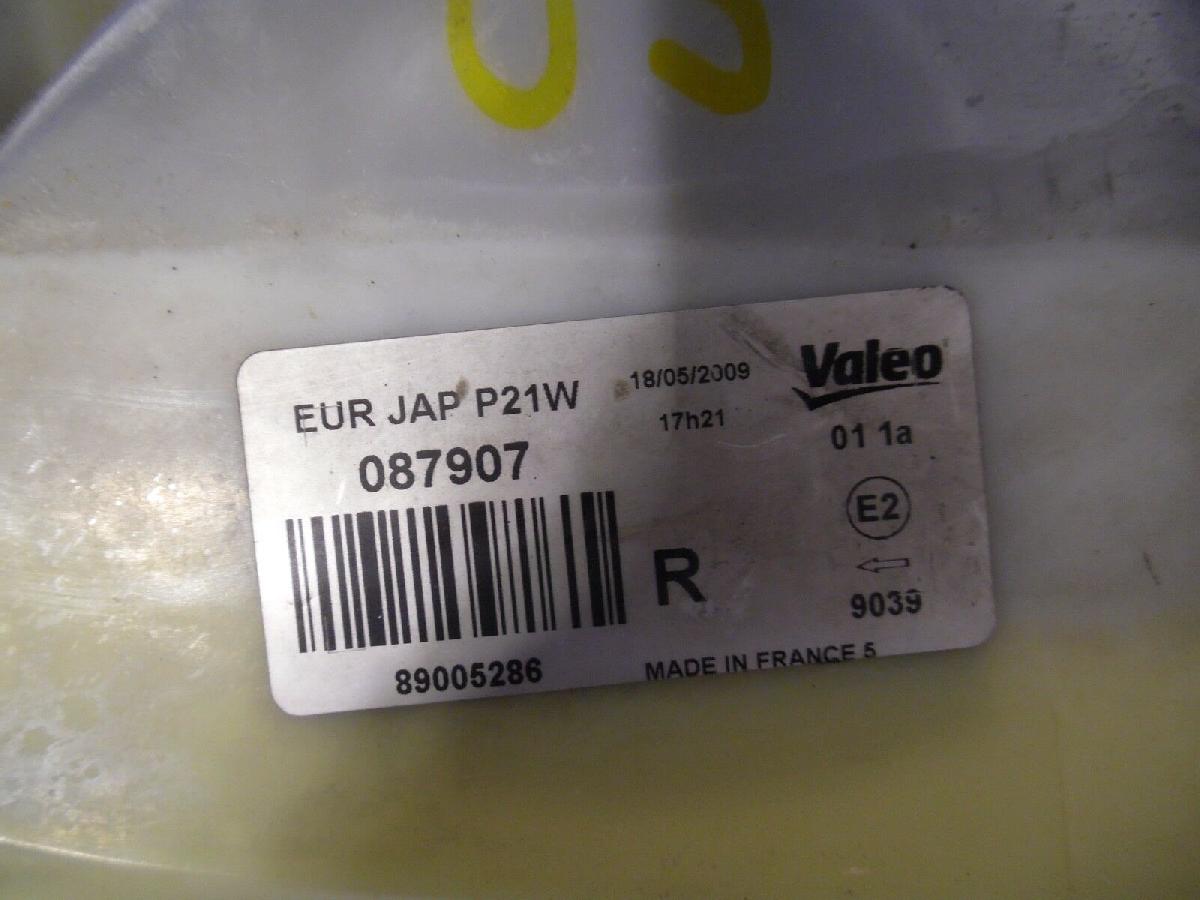 EUR JAP P21W
087907
89005286
18/05/2009
17h21
R
MADE IN FRANCE 5
Valeo
01 1a
E2
9039